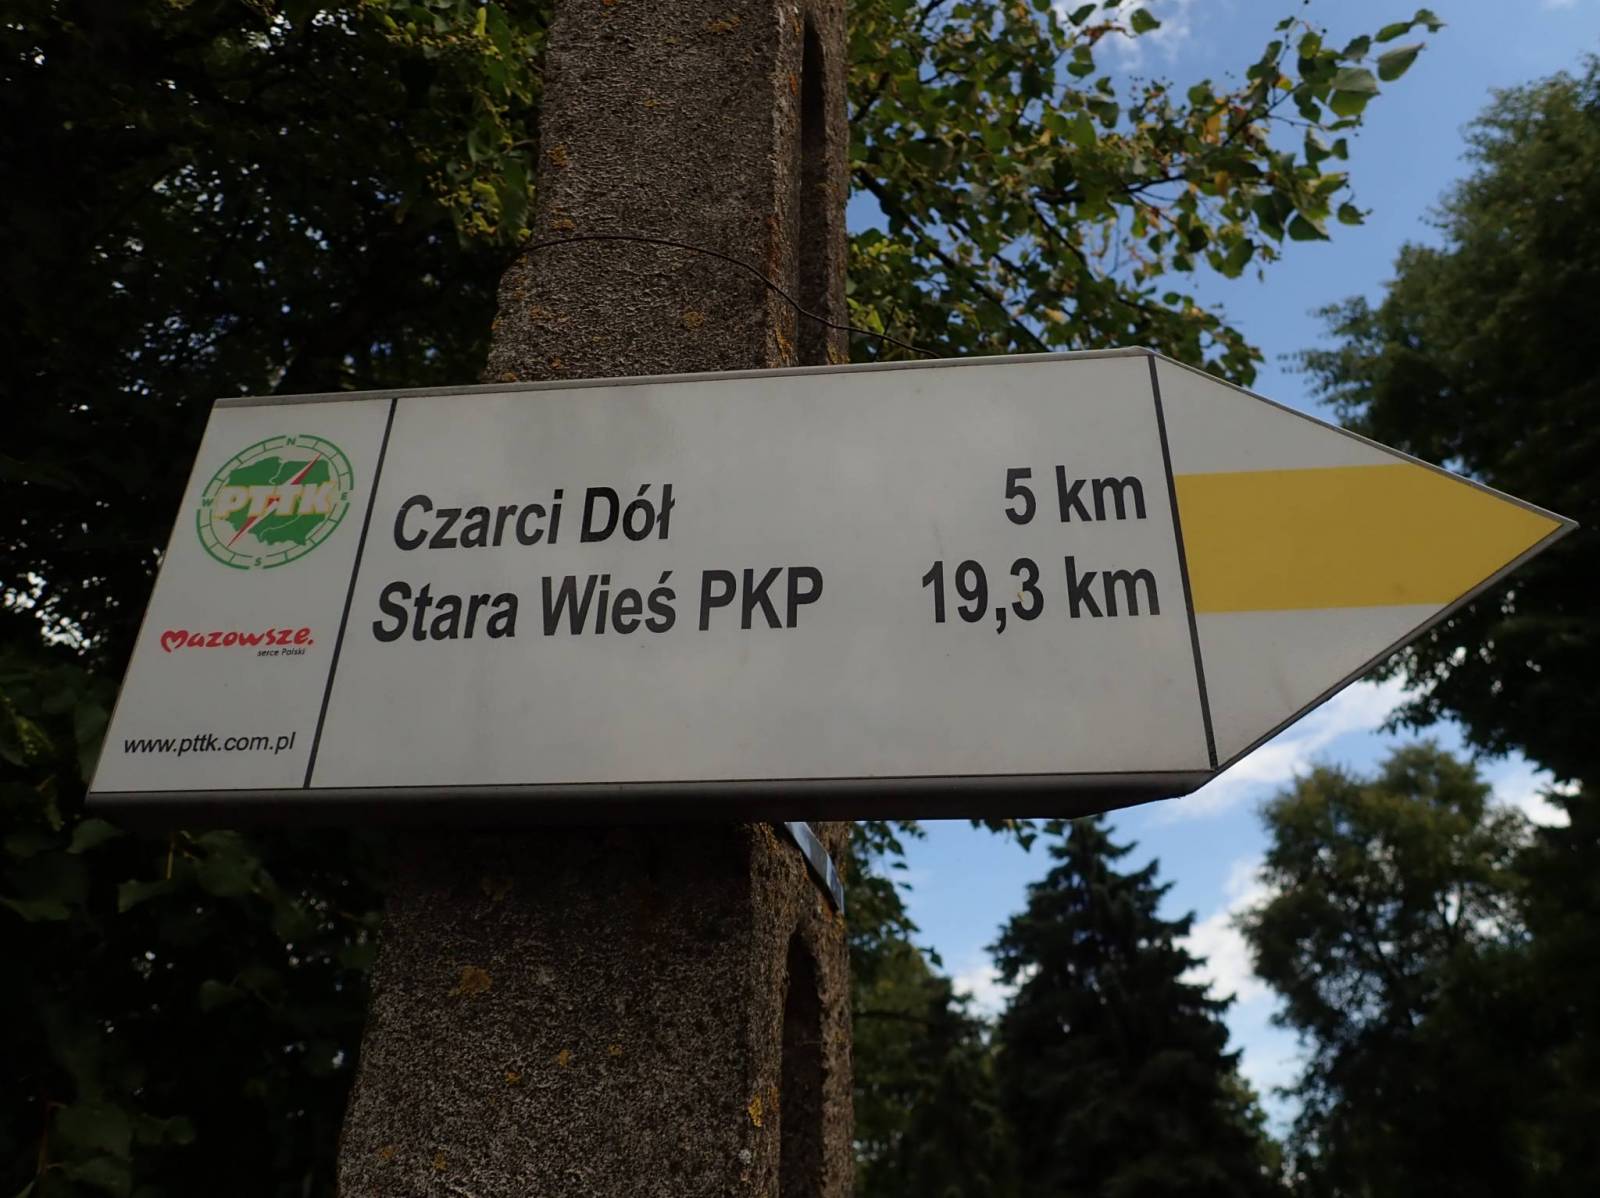 N
W
E
PTTK
S
Mazowsze.
serce Polski
www.pttk.com.pl
Czarci Dół 5 km
Stara Wieś PKP 19,3 km